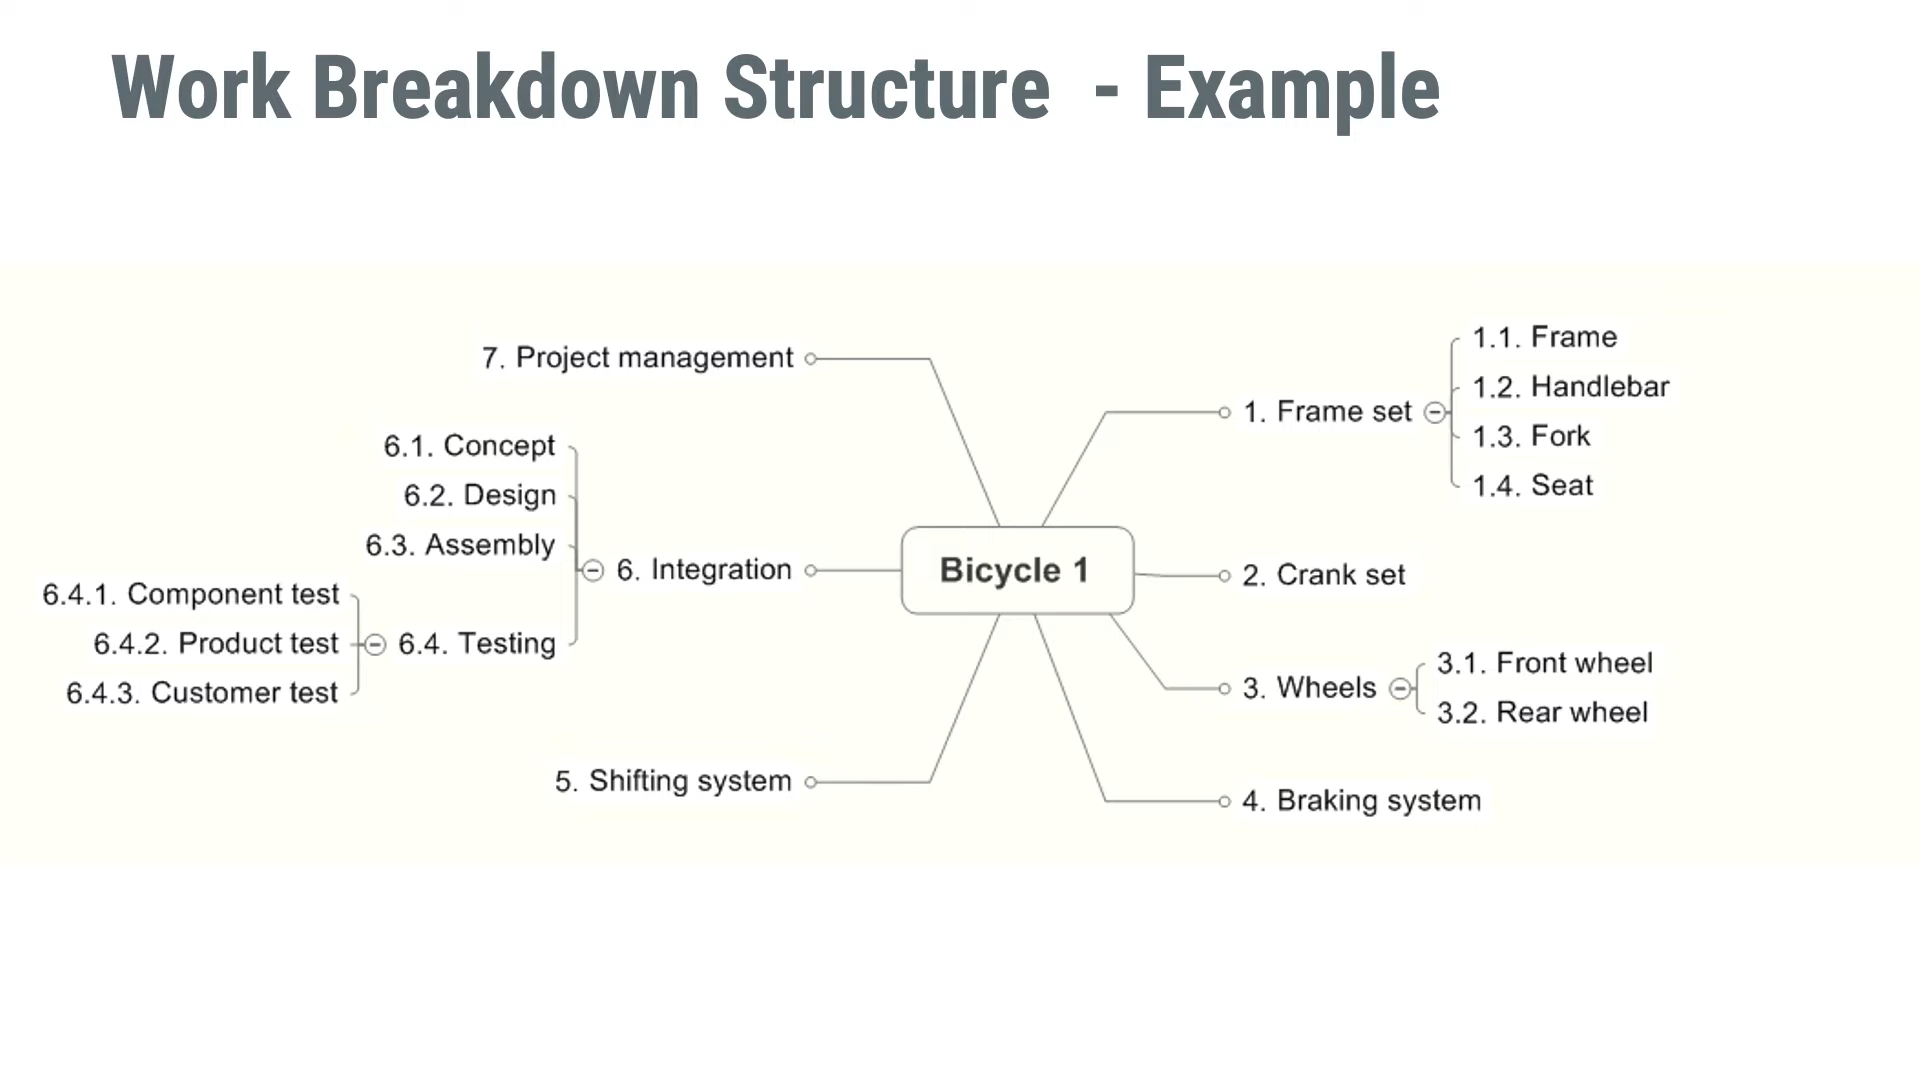 Work Breakdown Structure - Example
7. Project management
6.1. Concept
6.2. Design
6.3. Assembly
6. Integration
6.4.1. Component test
6.4.2. Product test
6.4.3. Customer test
6.4. Testing
5. Shifting system
Bicycle 1
1. Frame set
1.1. Frame
1.2. Handlebar
1.3. Fork
1.4. Seat
2. Crank set
3. Wheels
3.1. Front wheel
3.2. Rear wheel
4. Braking system